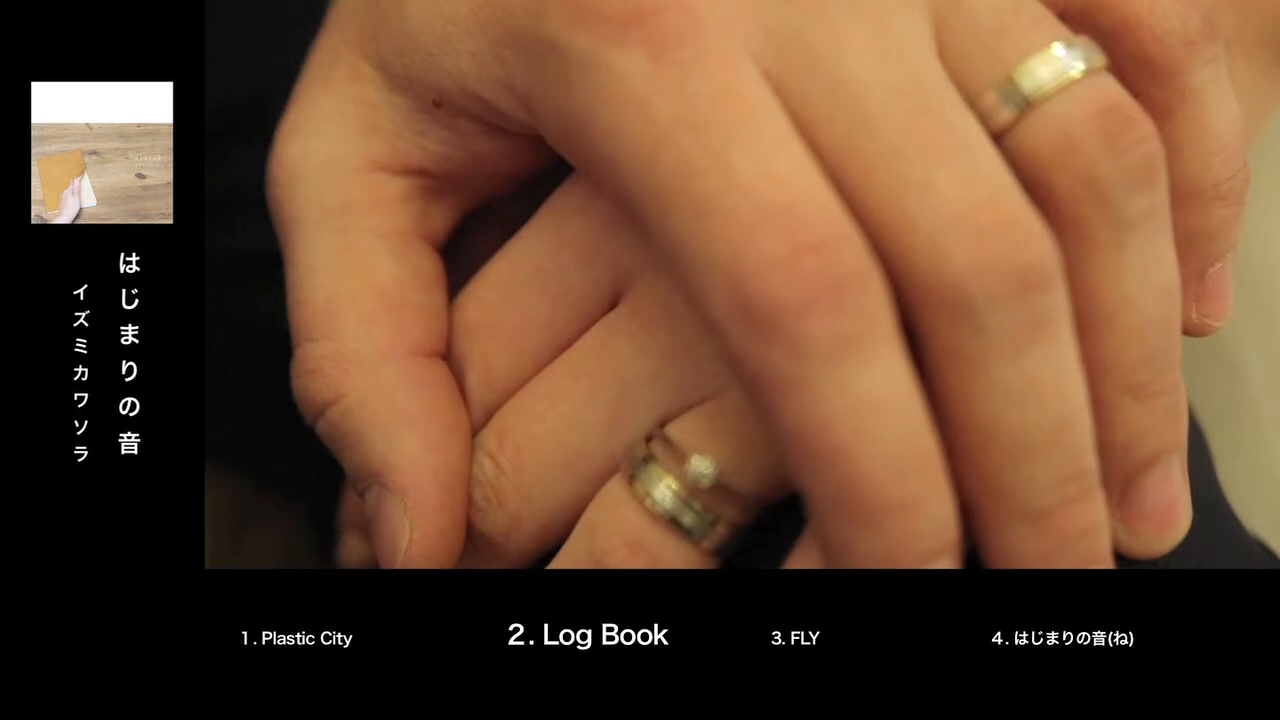 はじまりの音
イズミカワソラ
1. Plastic City
2. Log Book
3. FLY
4. はじまりの音(ね)